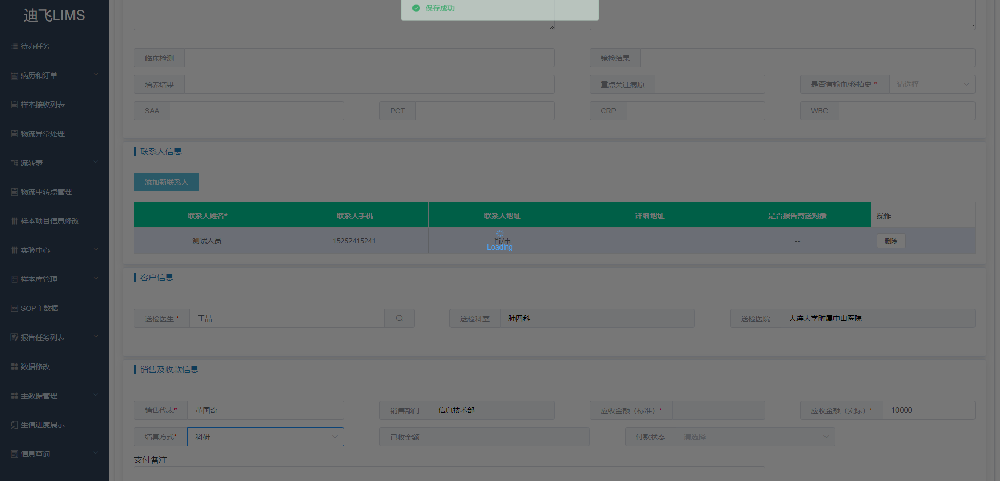 迪飞LIMS
待办任务
病历和订单
样本接收列表
物流异常处理
流转表
物流中转点管理
样本项目信息修改
实验中心
样本库管理
SOP主数据
报告任务列表
数据修改
主数据管理
生信进度展示
信息查询
保存成功
临床检测 镜检结果
培养结果 重点关注病原 是否有输血/移植史 * 请选择
SAA PCT CRP WBC
联系人信息
添加新联系人
联系人姓名* 联系人手机 联系人地址 详细地址 是否报告寄送对象 操作
测试人员 15252415241 省/市 -- 删除
Loading
客户信息
送检医生 * 王喆 送检科室 肺四科 送检医院 大连大学附属中山医院
销售及收款信息
销售代表* 董国奇 销售部门 信息技术部 应收金额（标准） * 应收金额（实际） * 10000
结算方式* 科研 已收金额 付款状态 请选择
支付备注